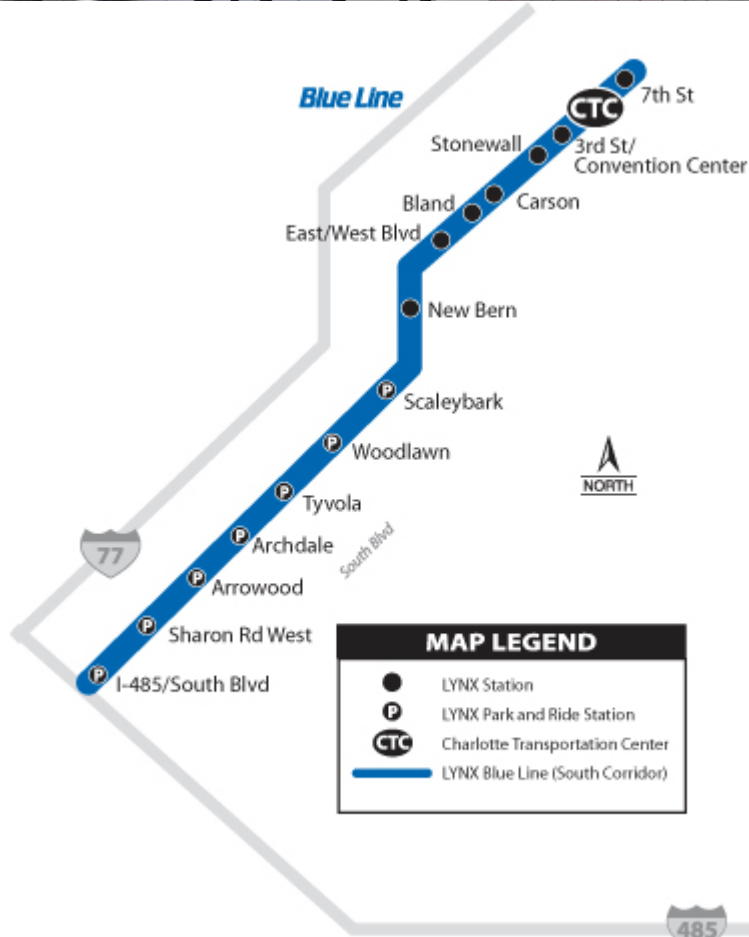 Blue Line
7th St
CTC
Stonewall
3rd St/
Convention Center
Bland
Carson
East/West Blvd
New Bern
P
Scaleybark
P
Woodlawn
NORTH
P
Tyvola
South Blvd
77
P
Archdale
P
Arrowood
P
Sharon Rd West
P
I-485/South Blvd
MAP LEGEND
LYNX Station
P
LYNX Park and Ride Station
CTC
Charlotte Transportation Center
LYNX Blue Line (South Corridor)
485